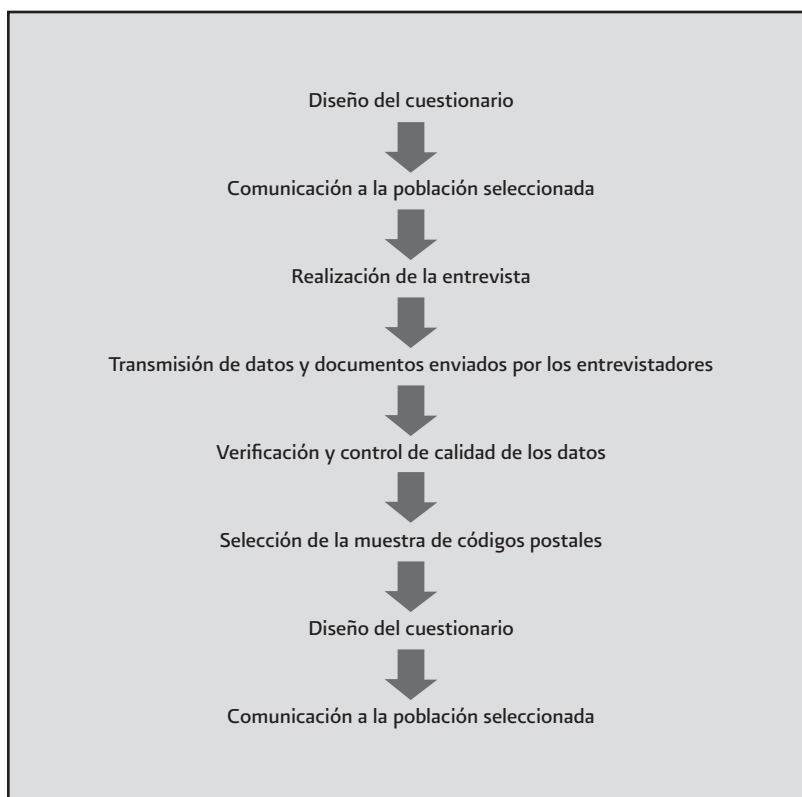 Diseño del cuestionario
Comunicación a la población seleccionada
Realización de la entrevista
Transmisión de datos y documentos enviados por los entrevistadores
Verificación y control de calidad de los datos
Selección de la muestra de códigos postales
Diseño del cuestionario
Comunicación a la población seleccionada